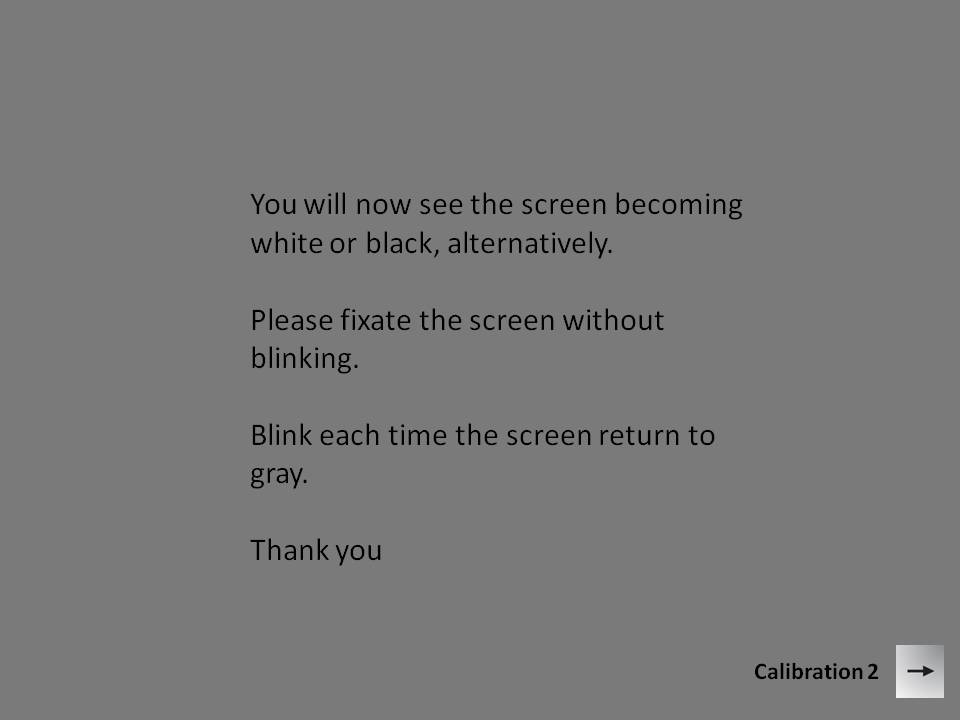 You will now see the screen becoming
white or black, alternatively.
Please fixate the screen without
blinking.
Blink each time the screen return to
gray.
Thank you
Calibration 2